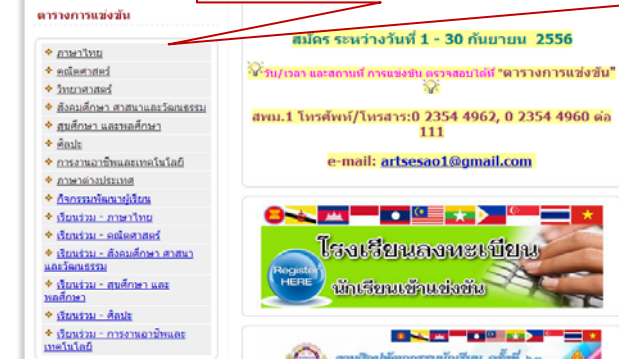 ตารางการแข่งขัน
ภาษาไทย
คณิตศาสตร์
วิทยาศาสตร์
สังคมศึกษา ศาสนาและวัฒนธรรม
สุขศึกษา และพลศึกษา
ศิลปะ
การงานอาชีพและเทคโนโลยี
ภาษาต่างประเทศ
กิจกรรมพัฒนาผู้เรียน
เรียนร่วม - ภาษาไทย
เรียนร่วม - คณิตศาสตร์
เรียนร่วม - สังคมศึกษา ศาสนา
และวัฒนธรรม
เรียนร่วม - สุขศึกษา และ
พลศึกษา
เรียนร่วม - ศิลปะ
เรียนร่วม - การงานอาชีพและ
เทคโนโลยี
สมัคร ระหว่างวันที่ 1 - 30 กันยายน 2556
วัน/เวลา และสถานที่ การแข่งขัน ตรวจสอบได้ที่ "ตารางการแข่งขัน"
สพม.1 โทรศัพท์/โทรสาร:0 2354 4962, 0 2354 4960 ต่อ
111
e-mail: artsesao1@gmail.com
โรงเรียนลงทะเบียน
Register
HERE
นักเรียนเข้าแข่งขัน